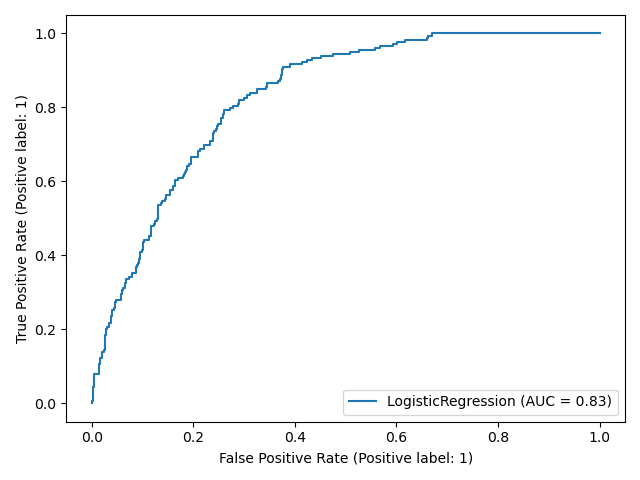 True Positive Rate (Positive label: 1)
1.0
0.8
0.6
0.4
0.2
0.0
0.0 0.2 0.4 0.6 0.8 1.0
False Positive Rate (Positive label: 1)
LogisticRegression (AUC = 0.83)